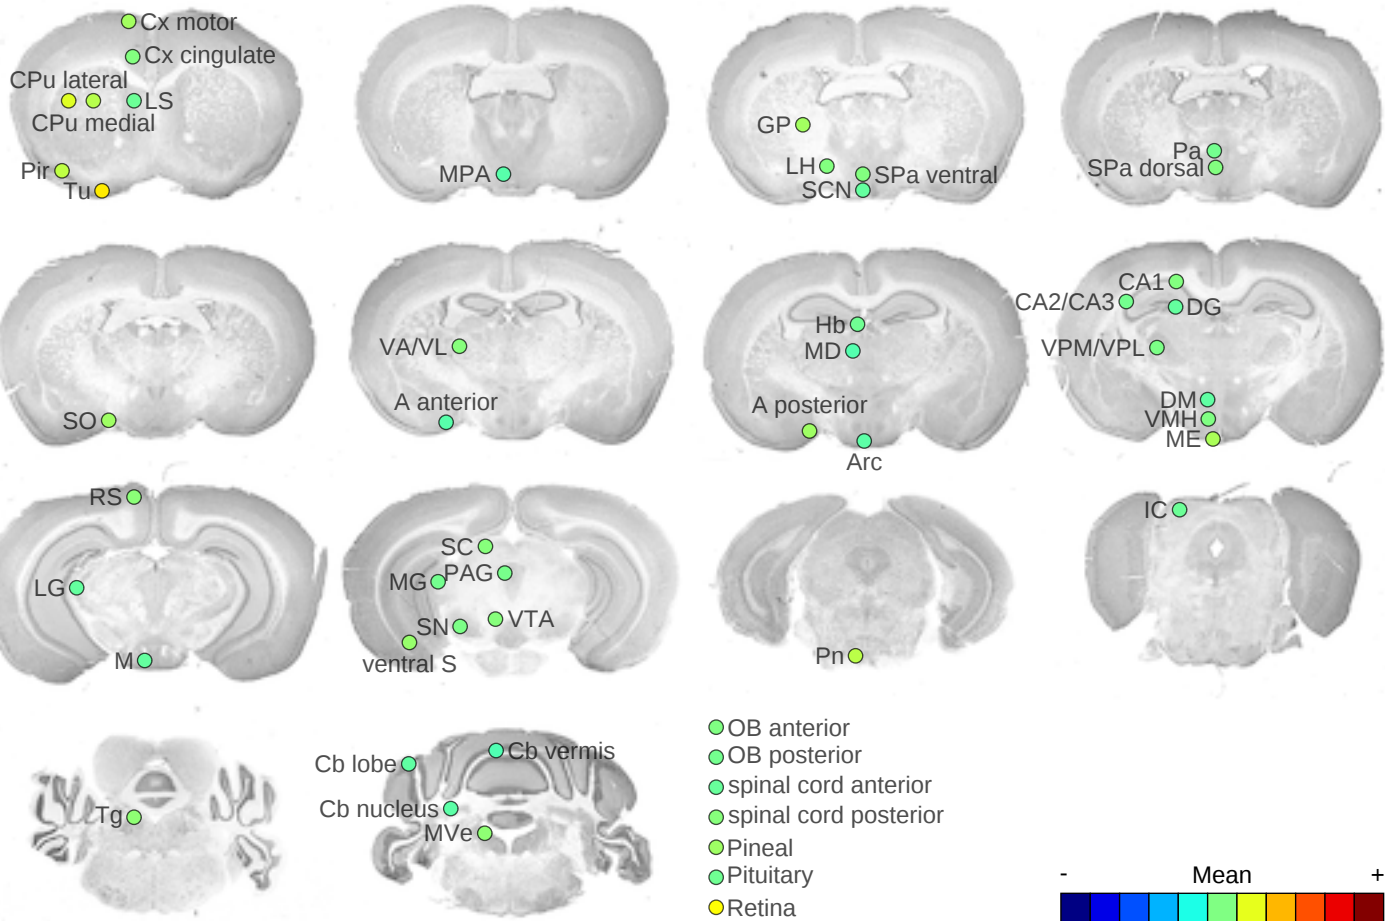 Cx motor
Cx cingulate
CPu lateral
LS
CPu medial
Pir
Tu
MPA
GP
LH
SPa ventral
SCN
Pa
SPa dorsal
SO
VA/VL
A anterior
Hb
MD
A posterior
Arc
CA1
CA2/CA3
DG
VPM/VPL
DM
VMH
ME
RS
LG
M
SC
MG
PAG
SN
VTA
ventral S
Pn
IC
Tg
Cb lobe
Cb vermis
Cb nucleus
MVe
OB anterior
OB posterior
spinal cord anterior
spinal cord posterior
Pineal
Pituitary
Retina
- Mean +